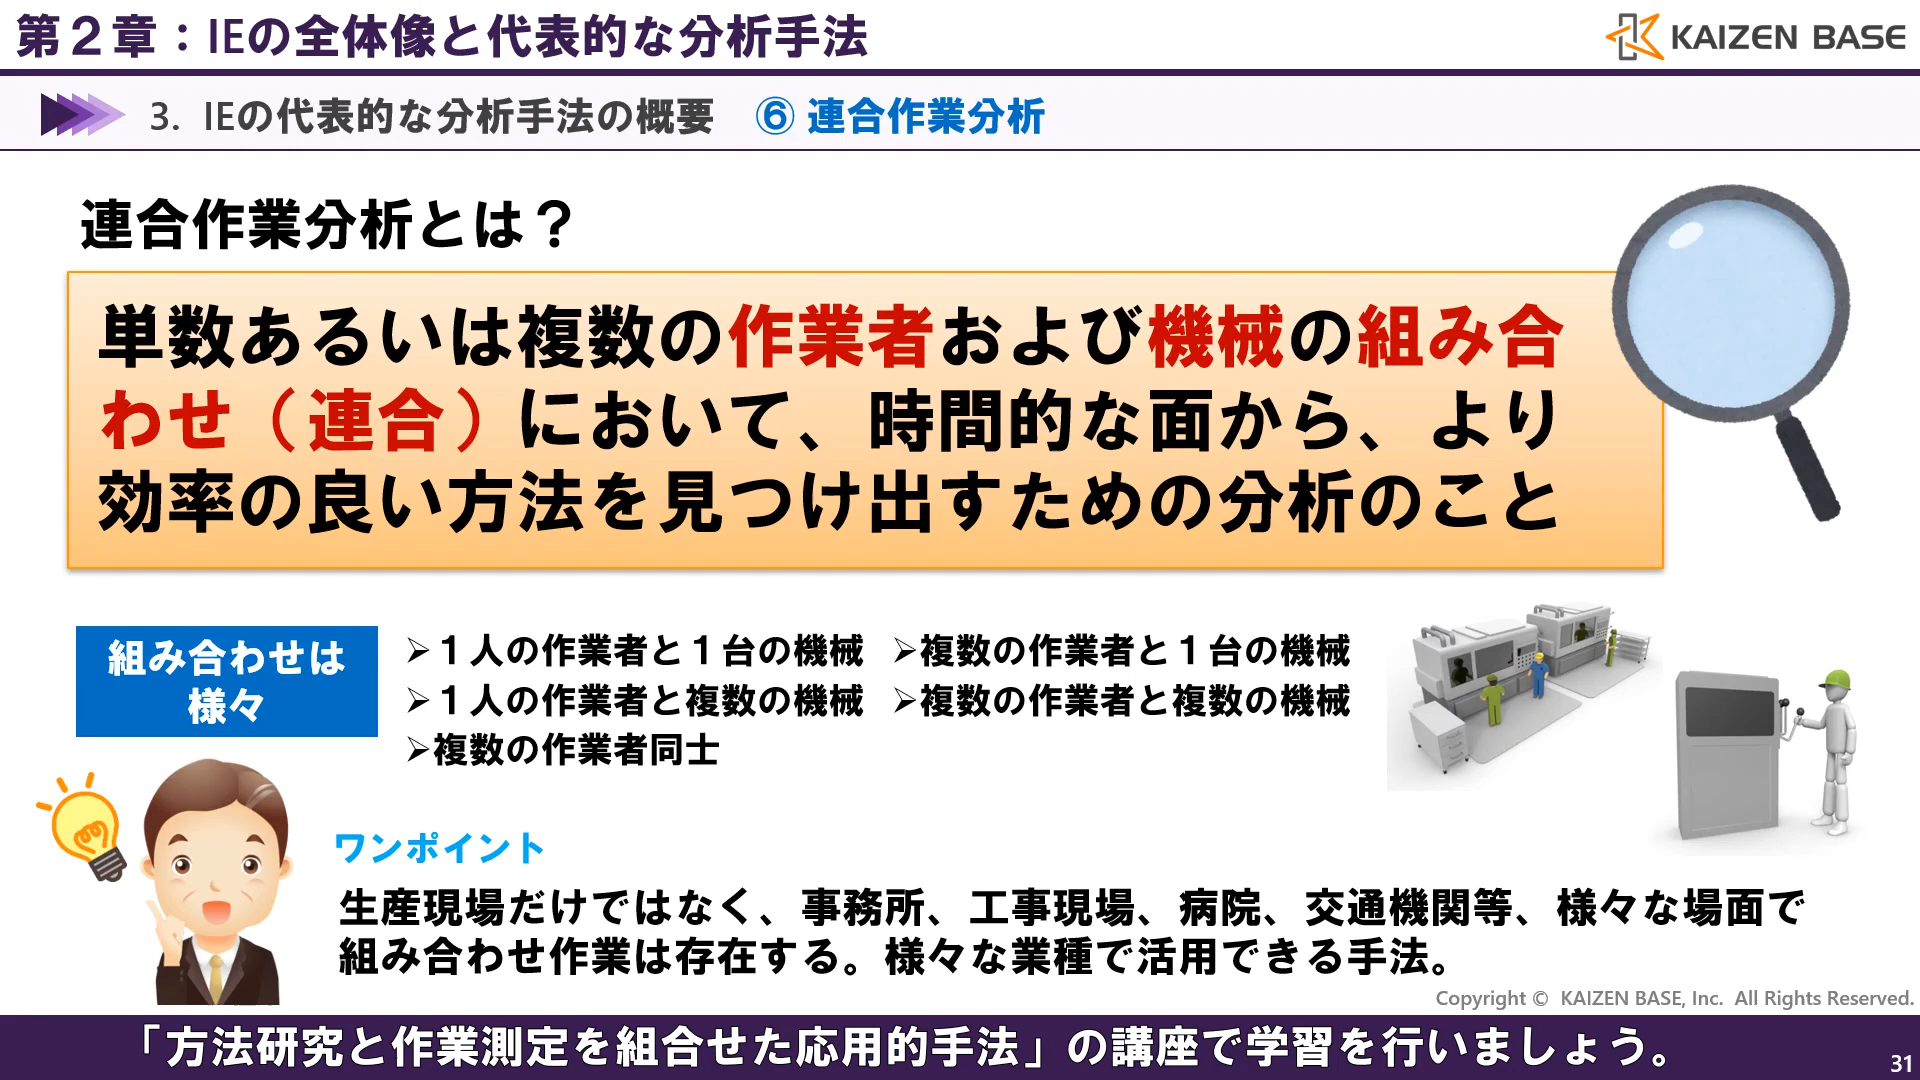 第２章：IEの全体像と代表的な分析手法
KAIZEN BASE
3. IEの代表的な分析手法の概要 ⑥ 連合作業分析
連合作業分析とは？
単数あるいは複数の作業者および機械の組み合
わせ（連合）において、時間的な面から、より
効率の良い方法を見つけ出すための分析のこと
組み合わせは
様々
➢１人の作業者と１台の機械 ➢複数の作業者と１台の機械
➢１人の作業者と複数の機械 ➢複数の作業者と複数の機械
➢複数の作業者同士
ワンポイント
生産現場だけではなく、事務所、工事現場、病院、交通機関等、様々な場面で
組み合わせ作業は存在する。様々な業種で活用できる手法。
Copyright © KAIZEN BASE, Inc. All Rights Reserved.
「方法研究と作業測定を組合せた応用的手法」の講座で学習を行いましょう。
31